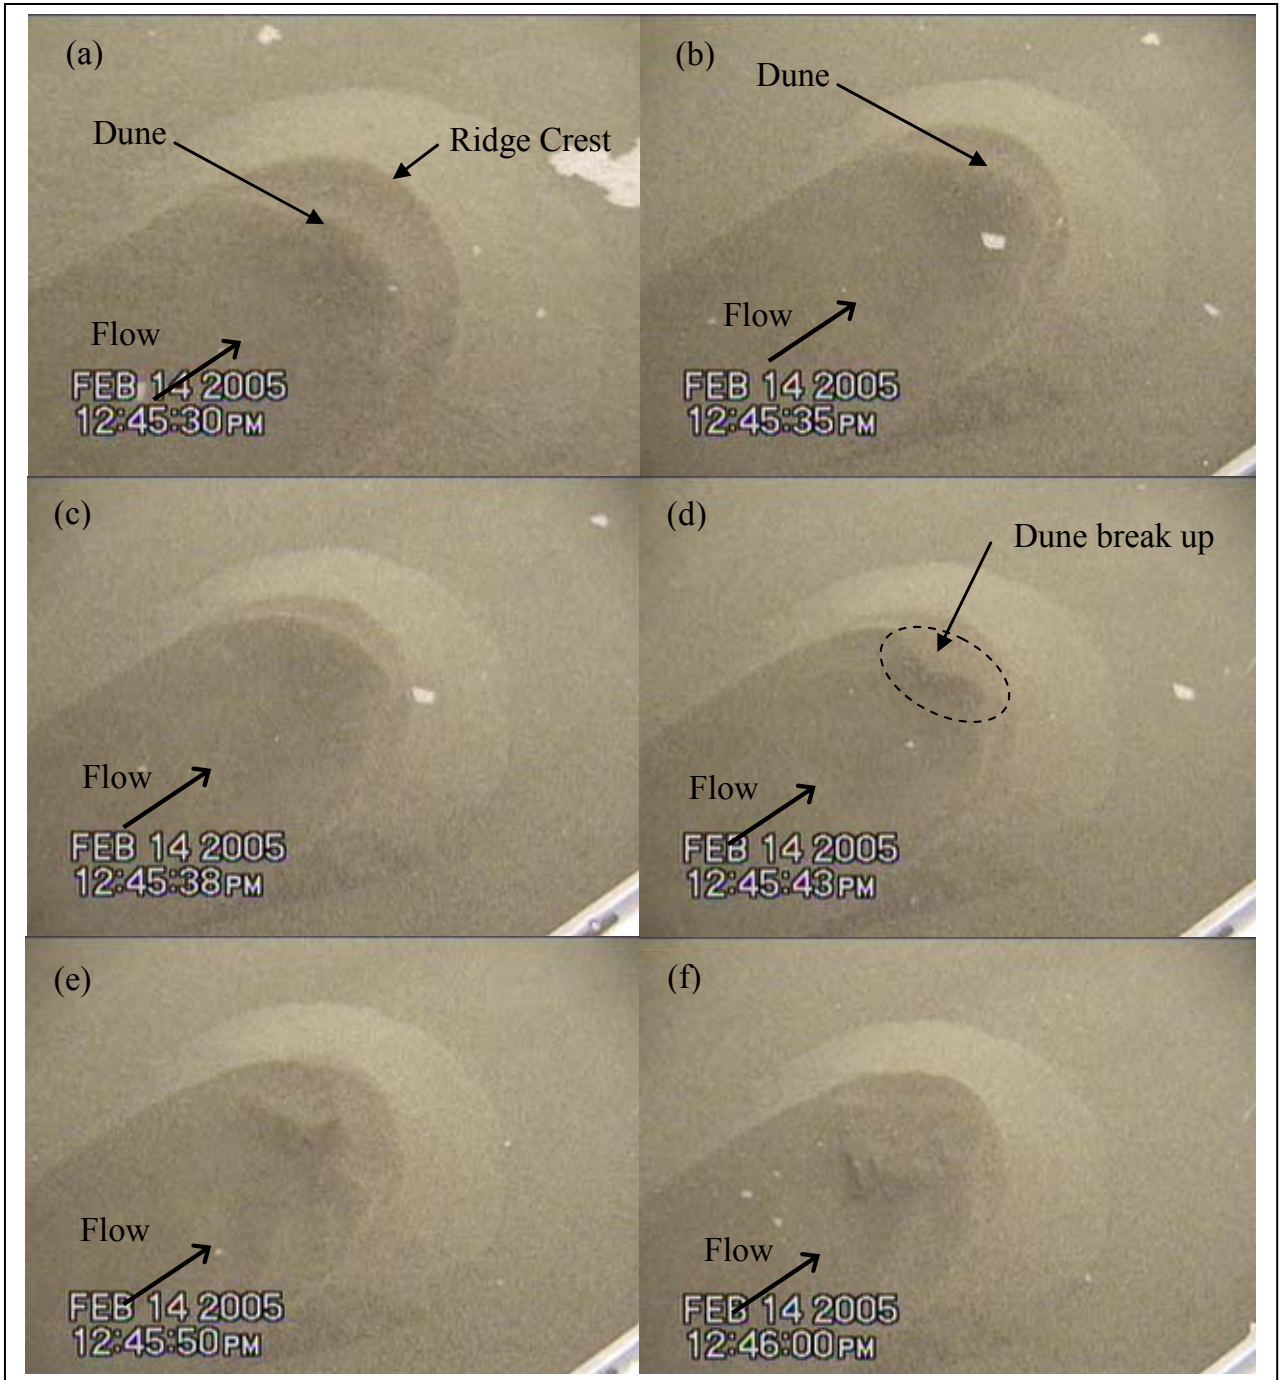 (a)
Dune
Ridge Crest
Flow
FEB 14 2005
12:45:30PM
(b)
Dune
Flow
FEB 14 2005
12:45:35PM
(c)
Flow
FEB 14 2005
12:45:38PM
(d)
Dune break up
Flow
FEB 14 2005
12:45:43PM
(e)
Flow
FEB 14 2005
12:45:50PM
(f)
Flow
FEB 14 2005
12:46:00PM